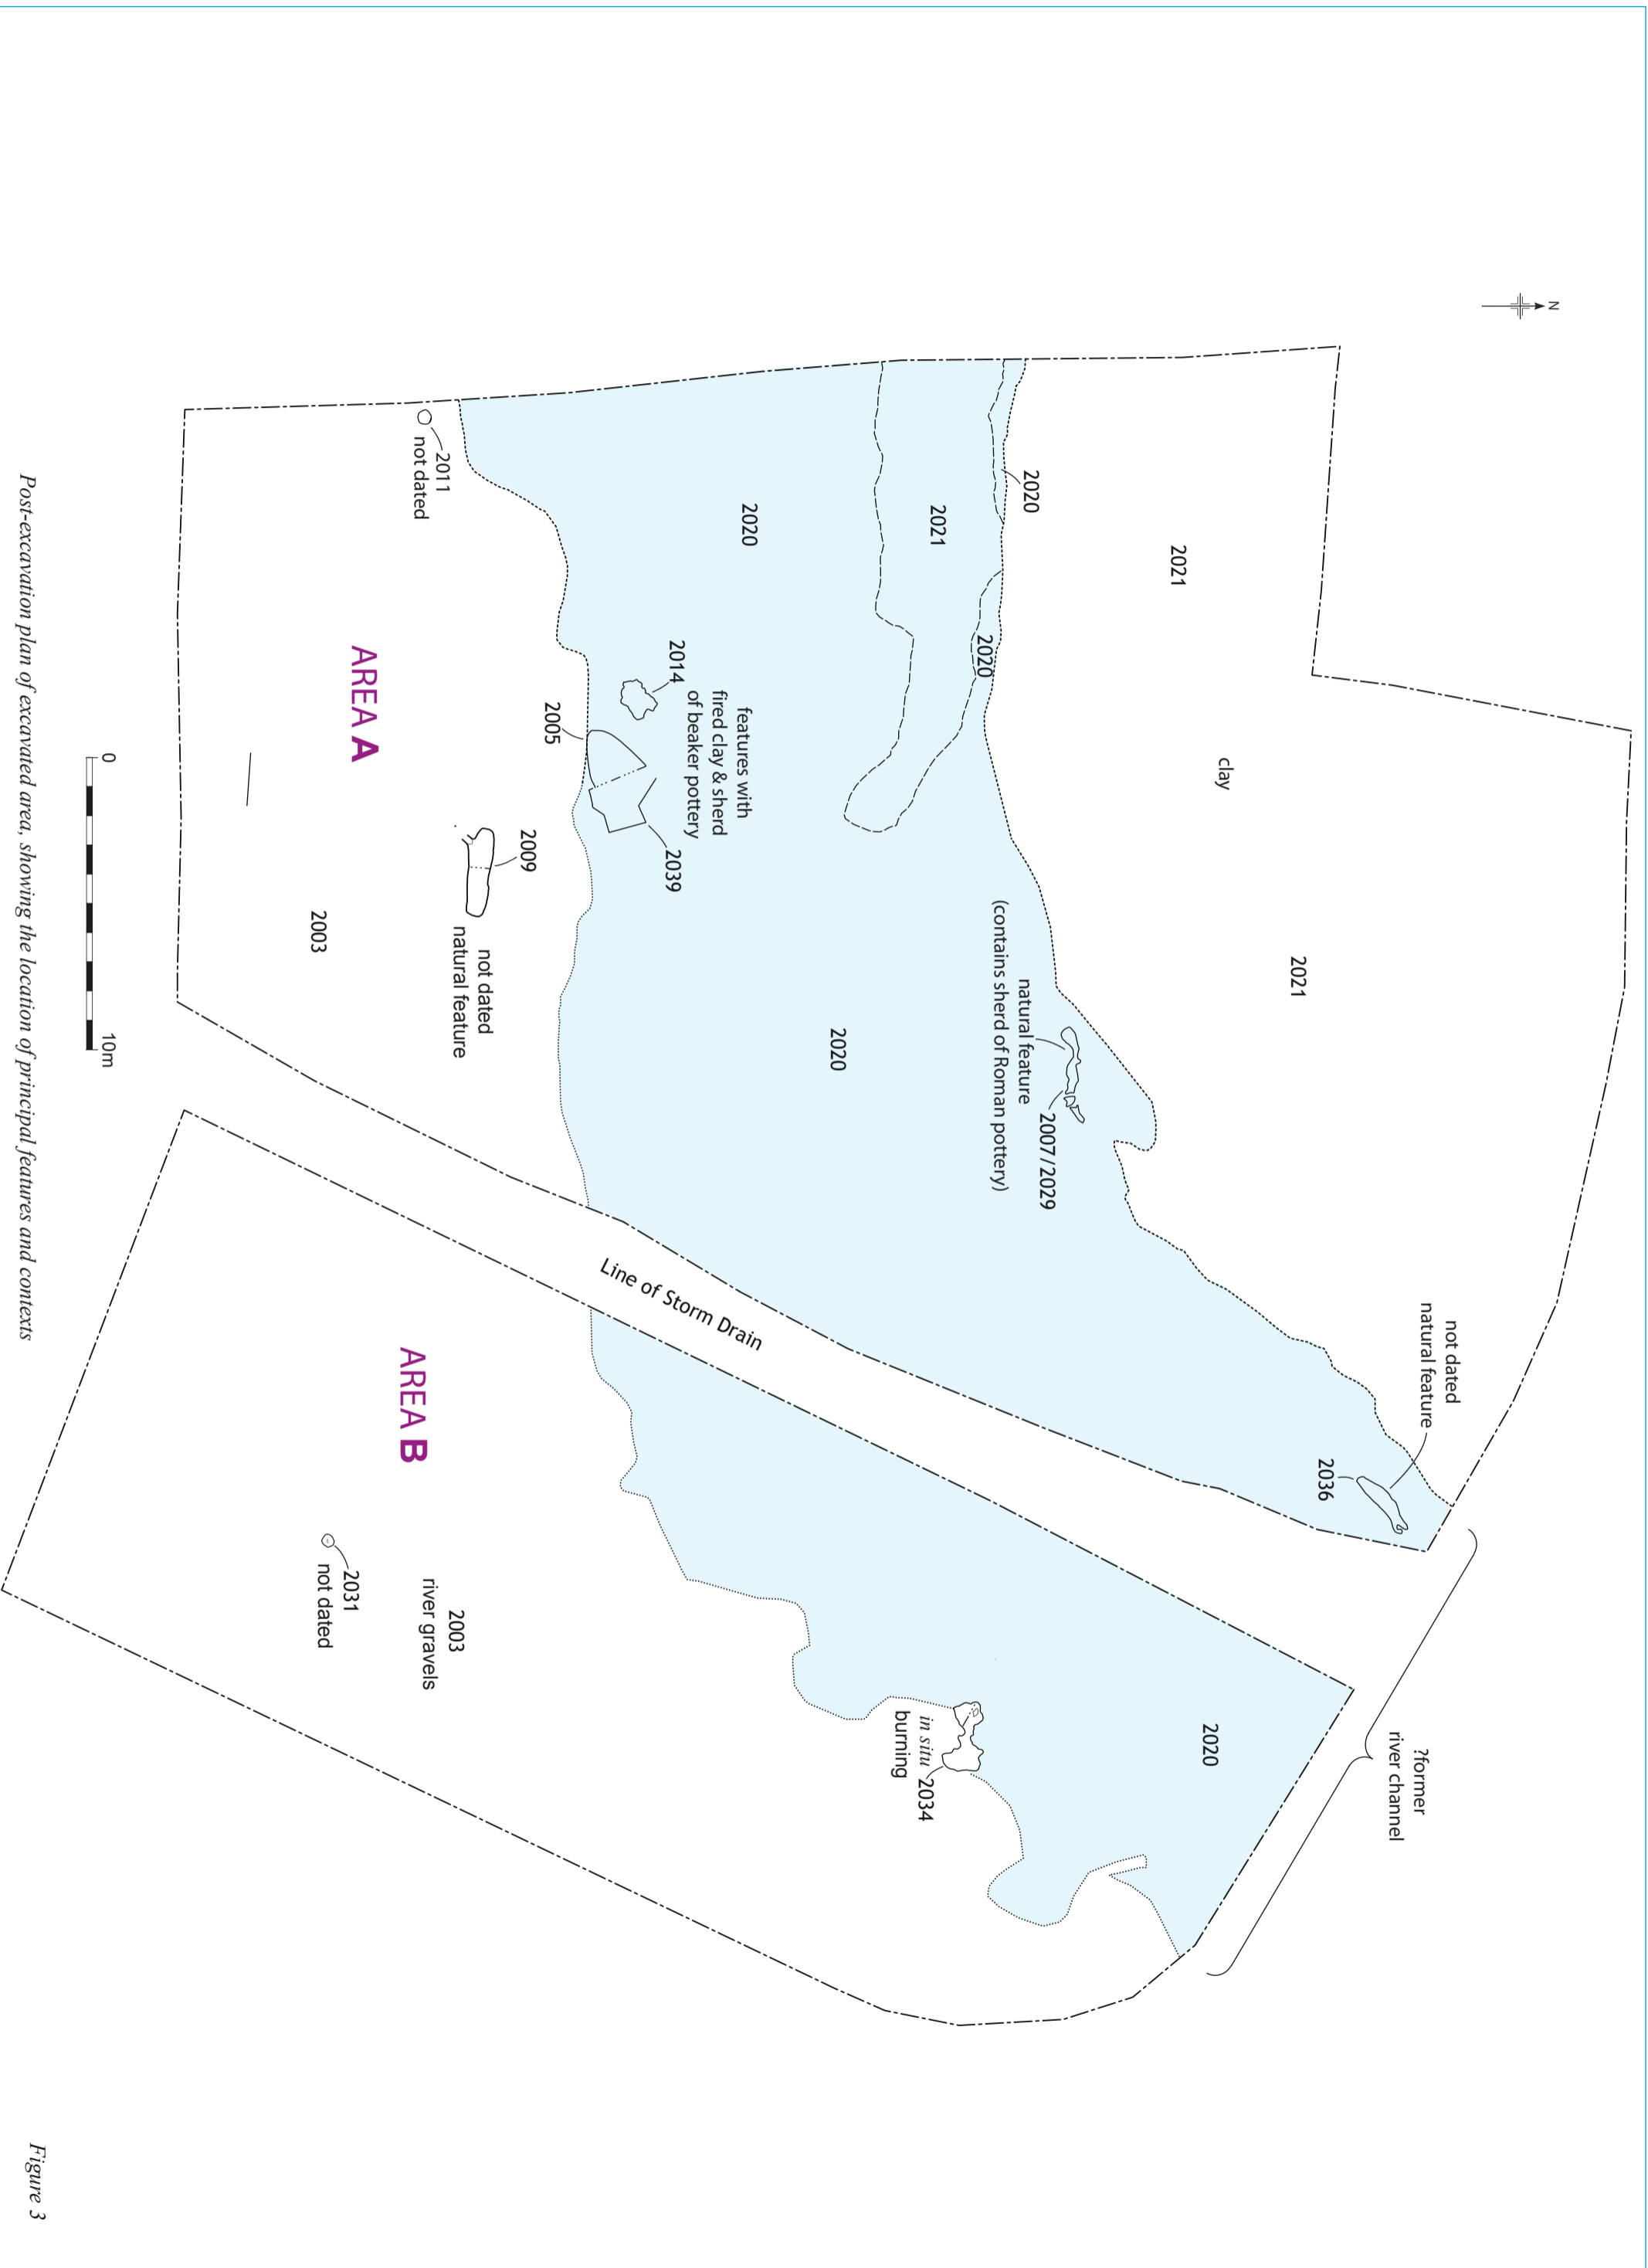 N
2021
clay
2021
not dated
natural feature
2036
?former
river channel
2020
2021
2020
2020
natural feature
(contains sherd of Roman pottery)
2007/2029
2020
2020
2020
features with
fired clay & sherd
of beaker pottery
2014
2005
2039
in situ
burning
2034
2011
not dated
2009
not dated
natural feature
Line of Storm Drain
AREA A
2003
AREA B
2003
river gravels
2031
not dated
0
10m
Post-excavation plan of excavated area, showing the location of principal features and contexts
Figure 3